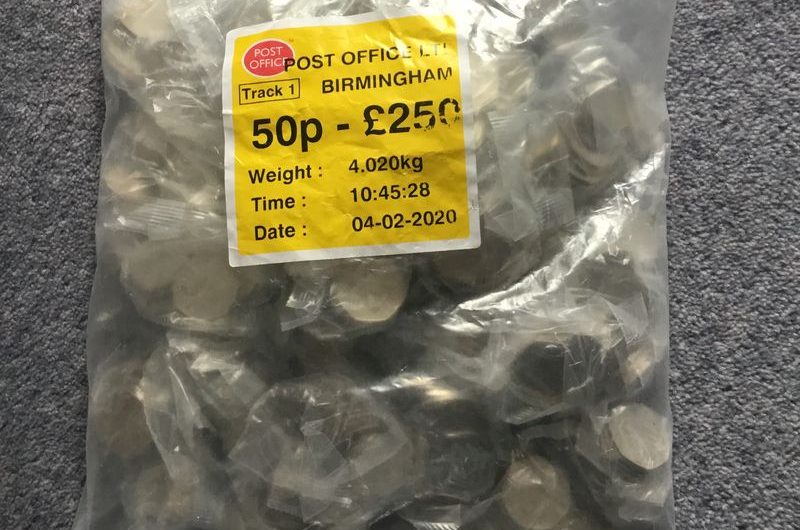 POST
OFFICE
POST OFFICE LT
Track 1
BIRMINGHAM
50p - £250
Weight : 4.020kg
Time : 10:45:28
Date : 04-02-2020